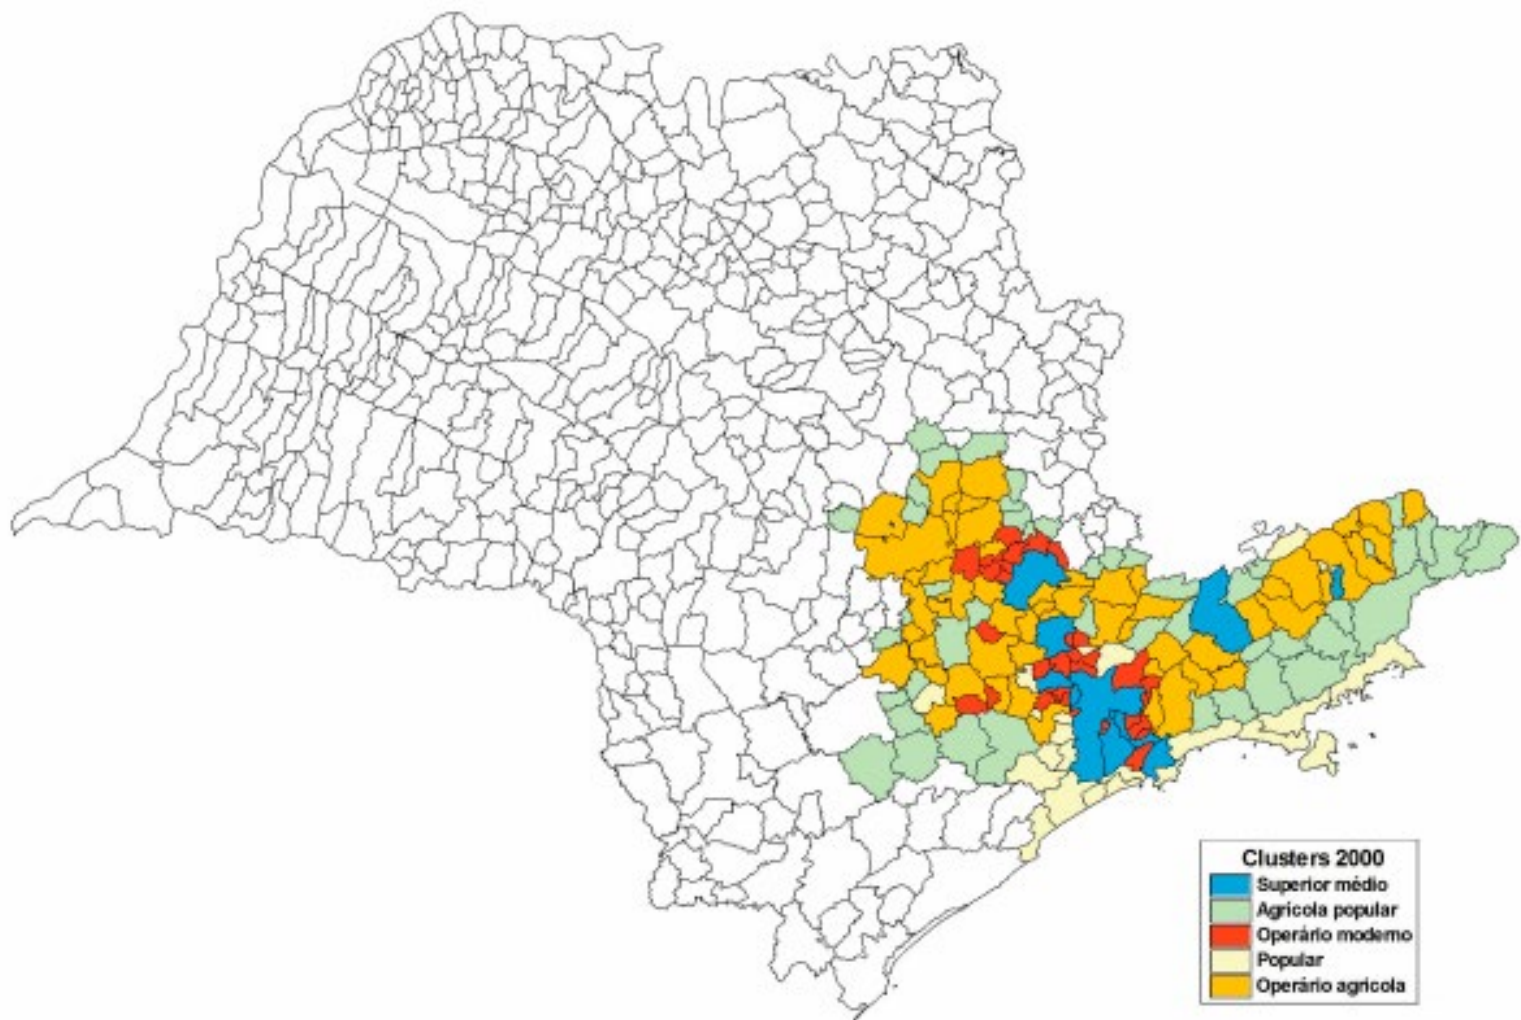 Clusters 2000
Superior médio
Agrícola popular
Operário moderno
Popular
Operário agrícola